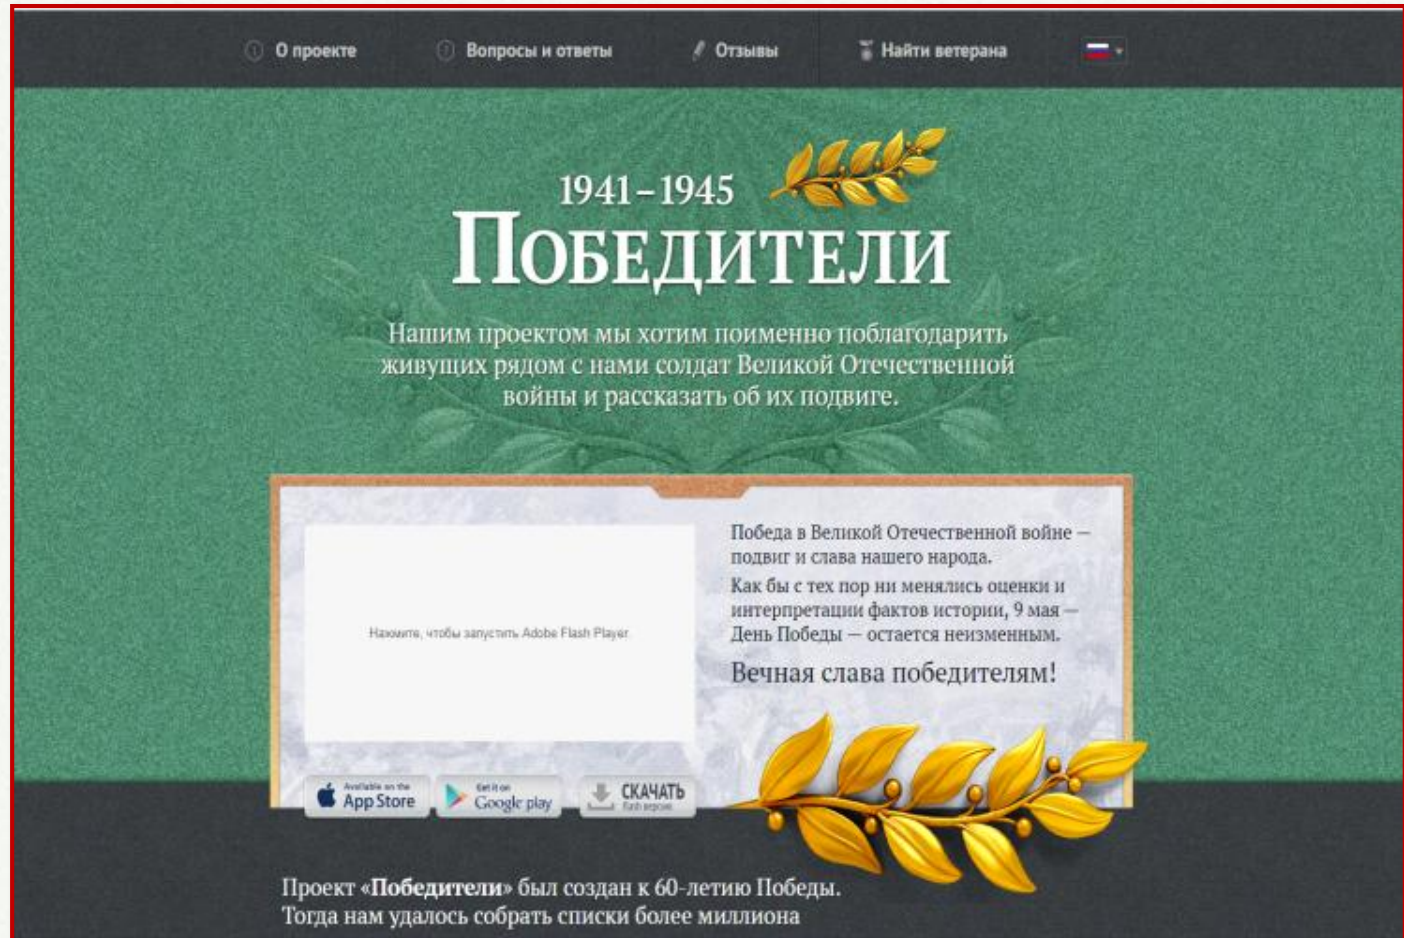 О проекте
Вопросы и ответы
Отзывы
Найти ветерана
1941–1945
Победители
Нашим проектом мы хотим поименно поблагодарить
живущих рядом с нами солдат Великой Отечественной
войны и рассказать об их подвиге.
Победа в Великой Отечественной войне —
подвиг и слава нашего народа.
Как бы с тех пор ни менялись оценки и
интерпретации фактов истории, 9 мая —
День Победы — остается неизменным.
Вечная слава победителям!
Нажмите, чтобы запустить Adobe Flash Player
Available on the
App Store
Get it on
Google play
СКАЧАТЬ
flash версию
Проект «Победители» был создан к 60-летию Победы.
Тогда нам удалось собрать списки более миллиона